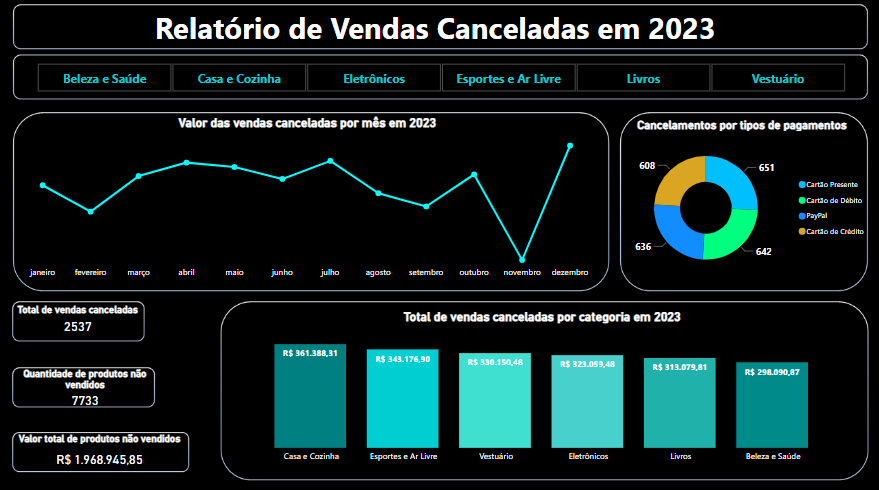 Relatório de Vendas Canceladas em 2023
Beleza e Saúde
Casa e Cozinha
Eletrônicos
Esportes e Ar Livre
Livros
Vestuário
Valor das vendas canceladas por mês em 2023
janeiro
fevereiro
março
abril
maio
junho
julho
agosto
setembro
outubro
novembro
dezembro
Cancelamentos por tipos de pagamentos
608
651
636
642
Cartão Presente
Cartão de Débito
PayPal
Cartão de Crédito
Total de vendas canceladas
2537
Quantidade de produtos não
vendidos
7733
Valor total de produtos não vendidos
R$ 1.968.945,85
Total de vendas canceladas por categoria em 2023
R$ 361.388,31
R$ 343.176,90
R$ 330.150,48
R$ 323.059,48
R$ 313.079,81
R$ 298.090,87
Casa e Cozinha
Esportes e Ar Livre
Vestuário
Eletrônicos
Livros
Beleza e Saúde